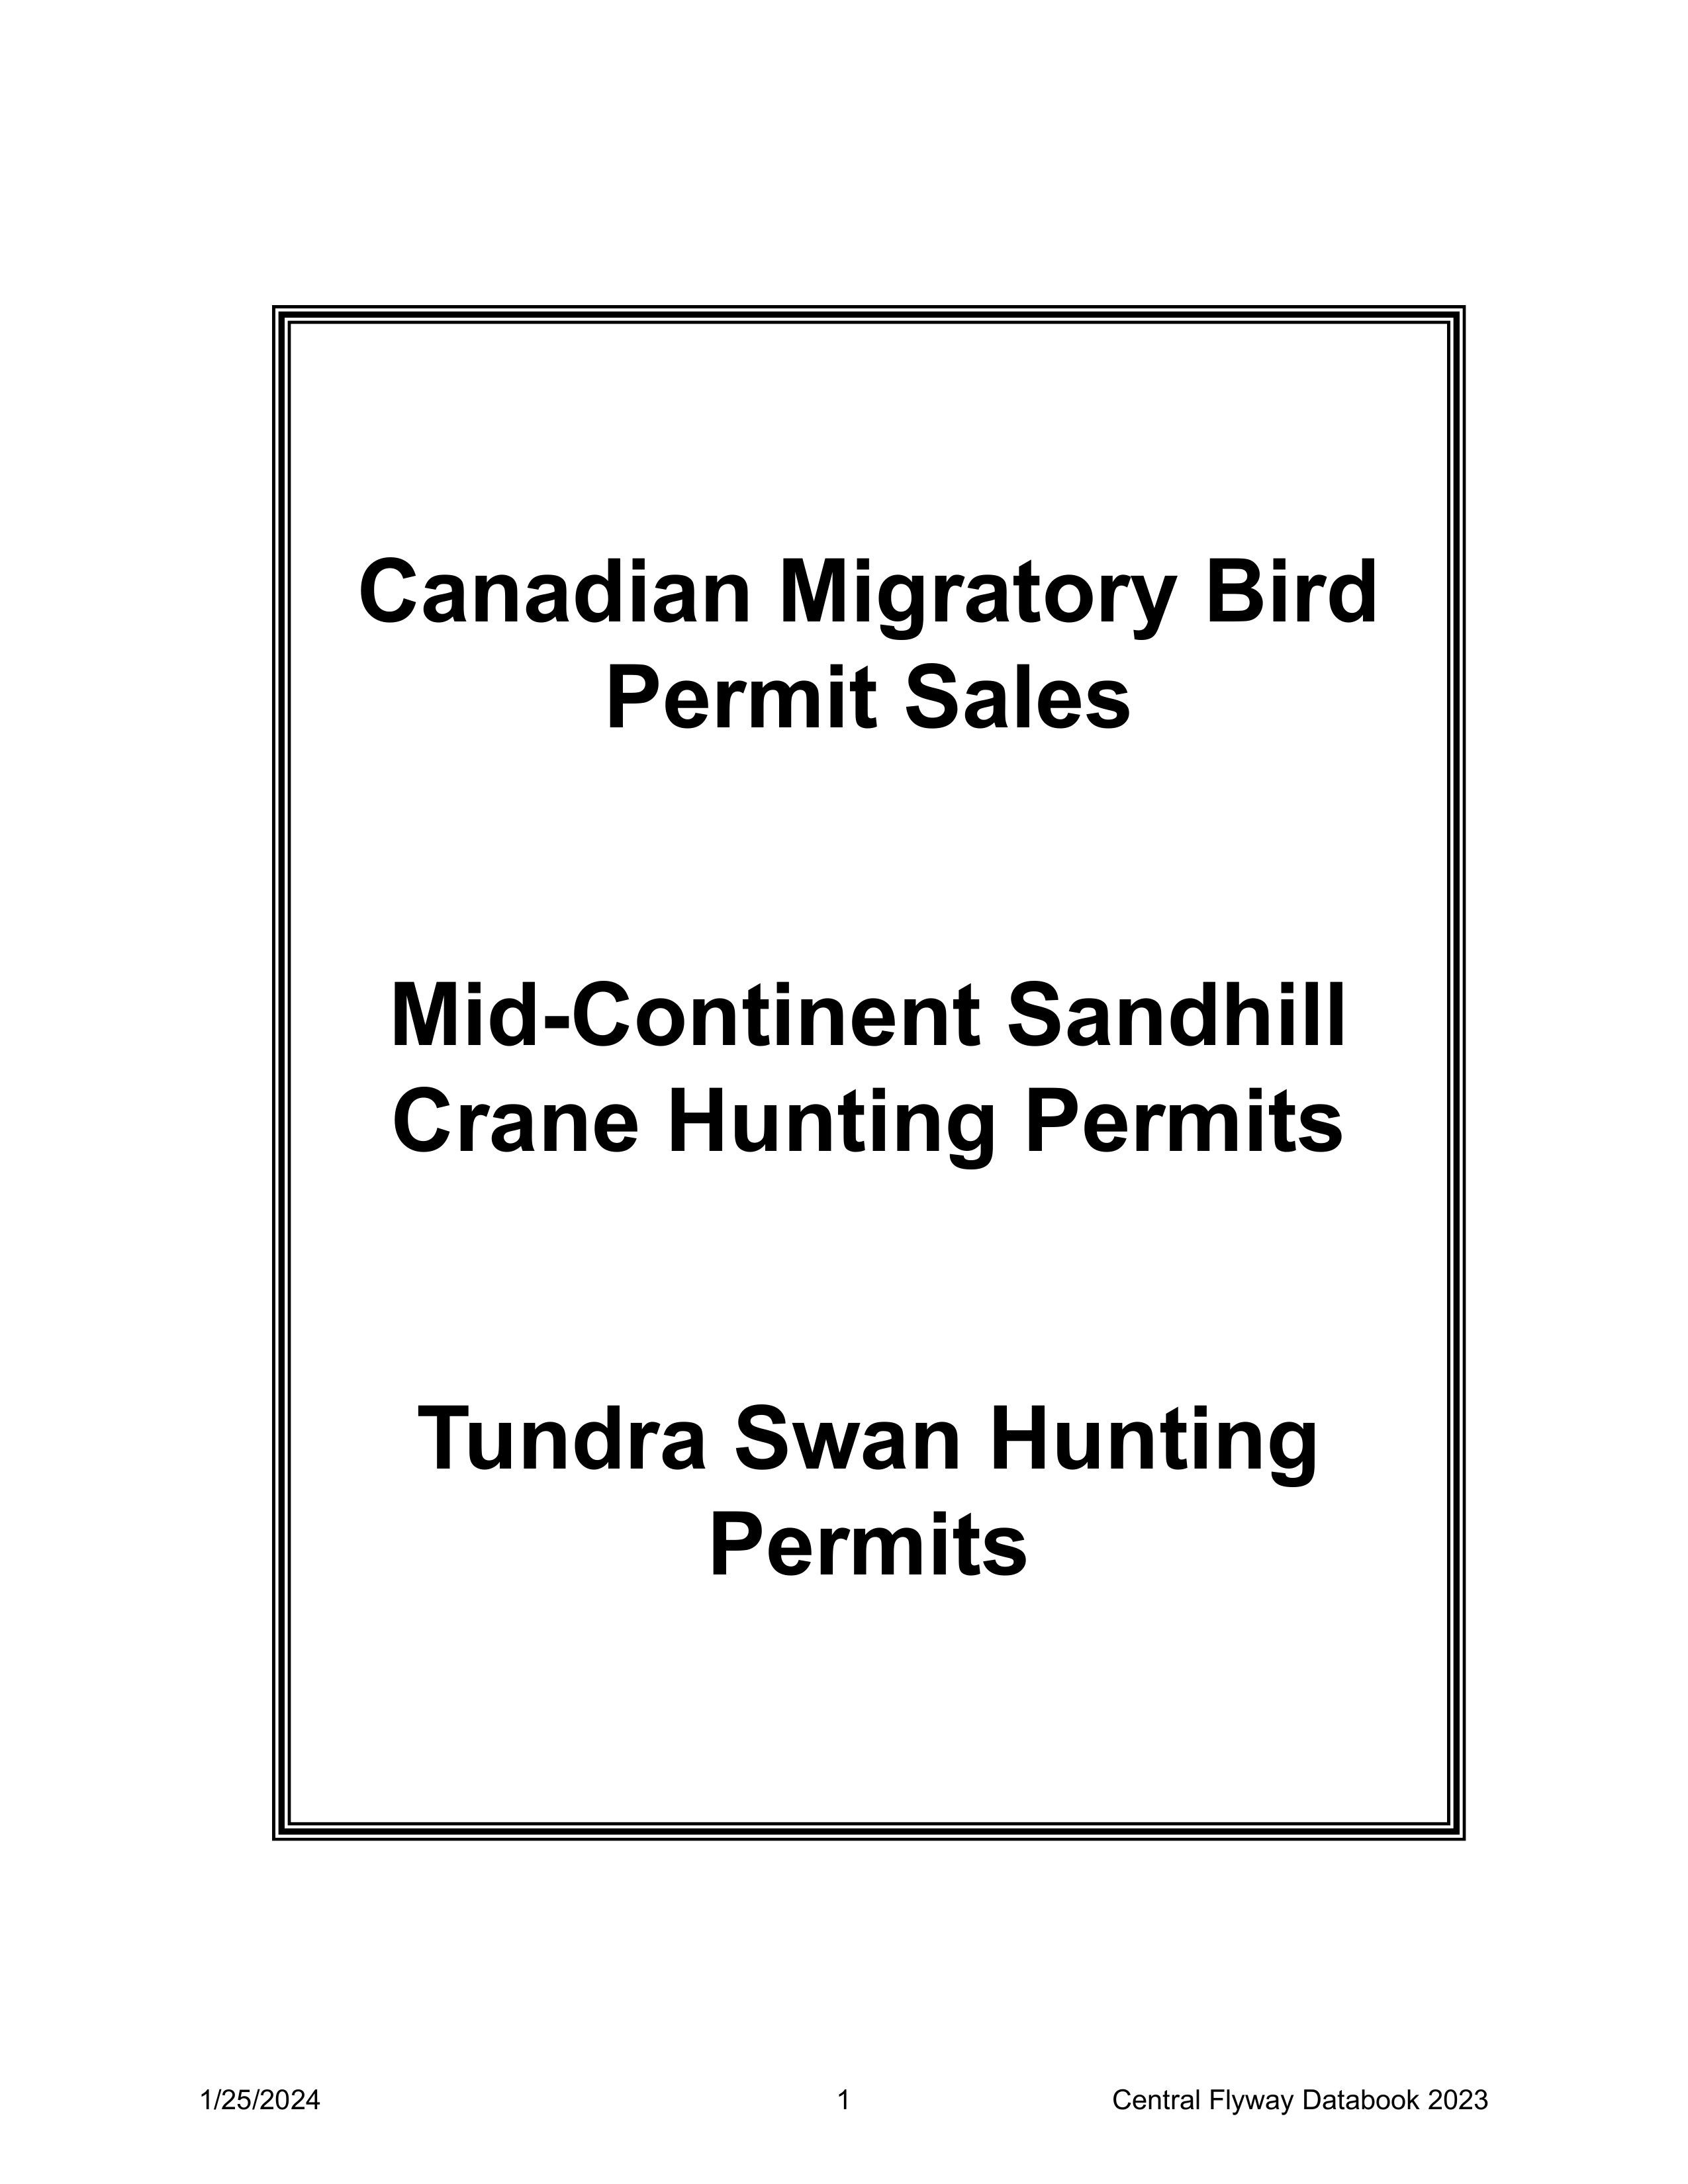 Canadian Migratory Bird
Permit Sales
Mid-Continent Sandhill
Crane Hunting Permits
Tundra Swan Hunting
Permits
1/25/2024 1 Central Flyway Databook 2023